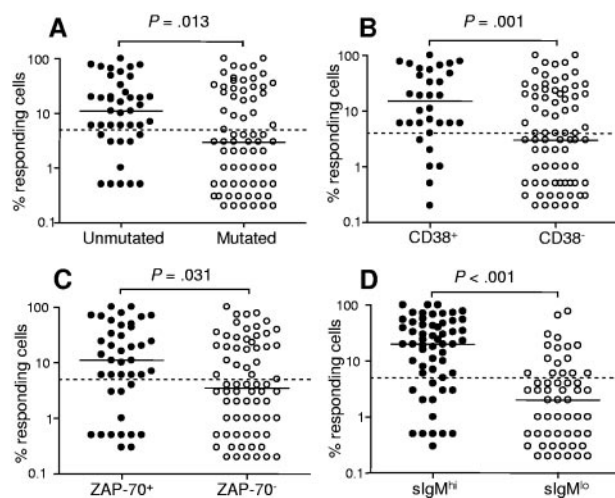 A
P = .013
% responding cells
100
10
1
0.1
Unmutated
Mutated
B
P = .001
% responding cells
100
10
1
0.1
CD38⁺
CD38⁻
C
P = .031
% responding cells
100
10
1
0.1
ZAP-70⁺
ZAP-70⁻
D
P < .001
% responding cells
100
10
1
0.1
sIgMʰⁱ
sIgMˡᵒ